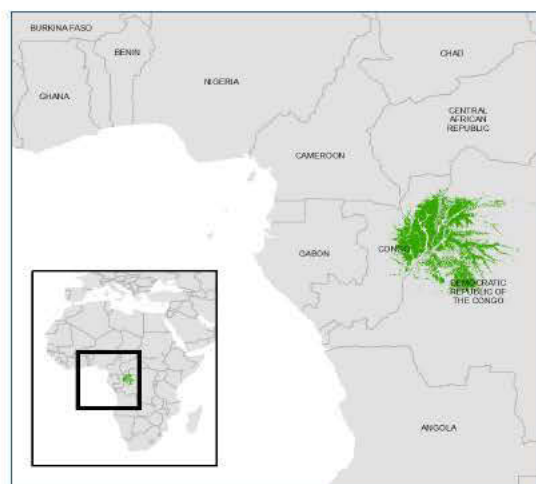 BURKINA FASO
BENIN
GHANA
NIGERIA
CHAD
CENTRAL
AFRICAN
REPUBLIC
CAMEROON
GABON
CONGO
DEMOCRATIC
REPUBLIC OF
THE CONGO
ANGOLA